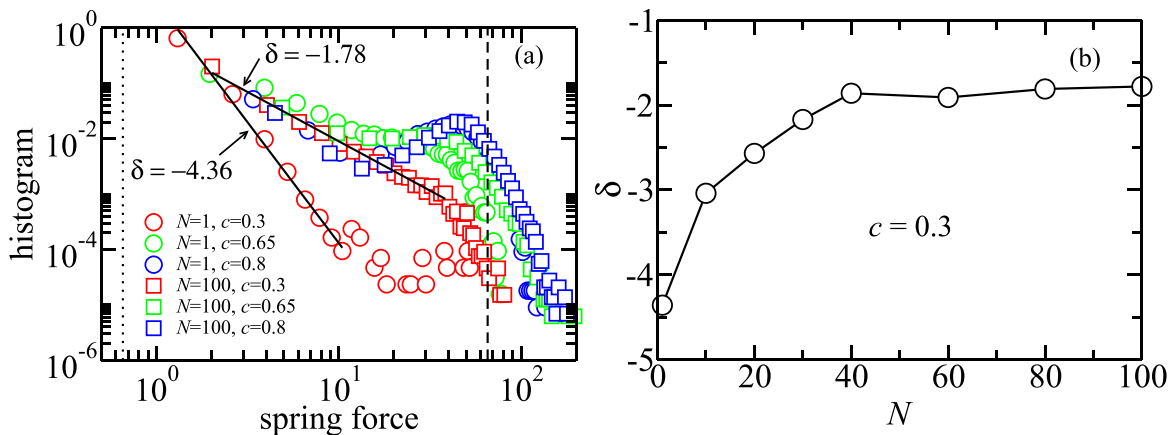 (a)
10^0
10^-2
10^-4
10^-6
histogram
δ = −1.78
δ = −4.36
N=1, c=0.3
N=1, c=0.65
N=1, c=0.8
N=100, c=0.3
N=100, c=0.65
N=100, c=0.8
10^0 10^1 10^2
spring force
(b)
-1
-2
-3
-4
-5
δ
c = 0.3
0 20 40 60 80 100
N